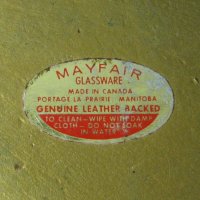 MAYFAIR
GLASSWARE
MADE IN CANADA
PORTAGE LA PRAIRIE MANITOBA
GENUINE LEATHER BACKED
TO CLEAN - WIPE WITH DAMP
CLOTH - DO NOT SOAK
IN WATER